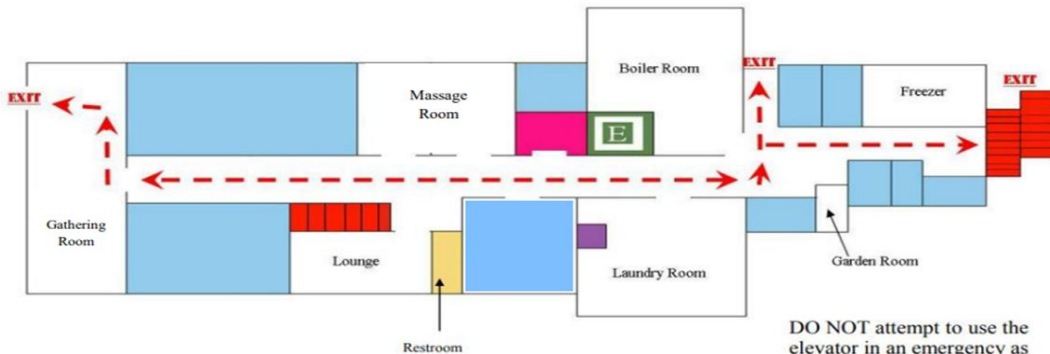 Boiler Room
EXIT
EXIT
Freezer
EXIT
Massage
Room
E
Gathering
Room
Lounge
Laundry Room
Garden Room
Restroom
DO NOT attempt to use the
elevator in an emergency as